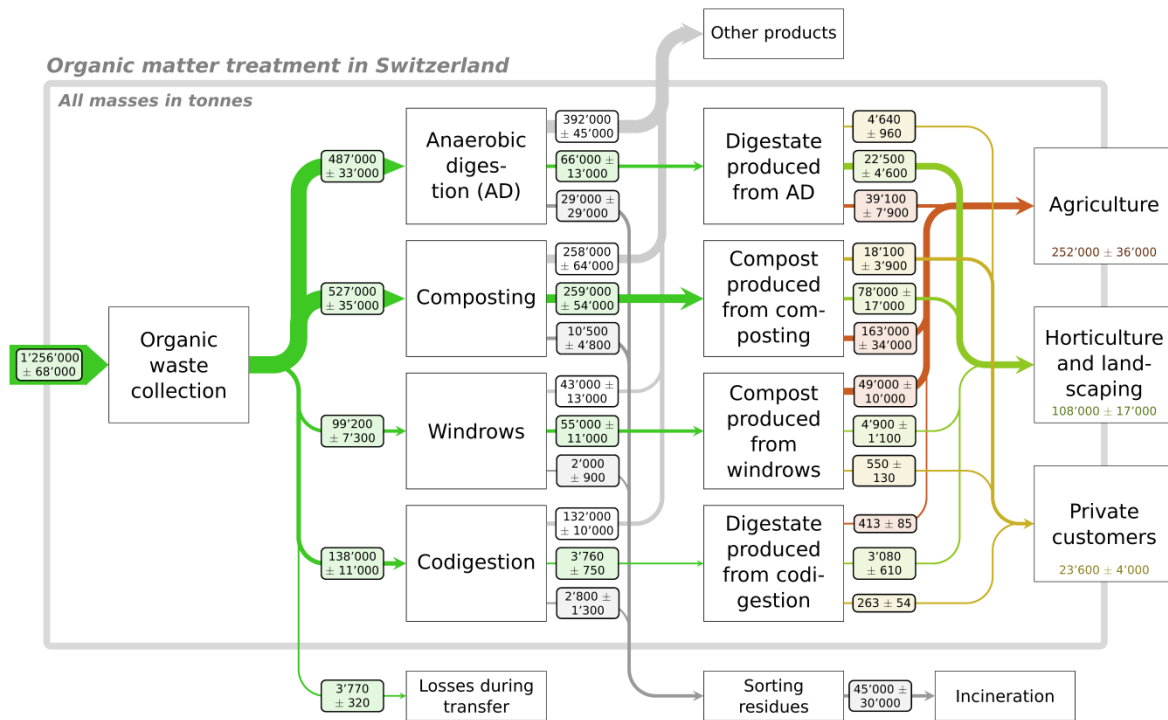 Other products
Organic matter treatment in Switzerland
All masses in tonnes
1’256’000
± 68’000
Organic
waste
collection
487’000
± 33’000
527’000
± 35’000
99’200
± 7’300
138’000
± 11’000
3’770
± 320
Losses during
transfer
Anaerobic
diges-
tion (AD)
392’000
± 45’000
66’000 ±
13’000
29’000 ±
29’000
Composting
258’000
± 64’000
259’000
± 54’000
10’500
± 4’800
Windrows
43’000 ±
13’000
55’000 ±
11’000
2’000
± 900
Codigestion
132’000
± 10’000
3’760
± 750
2’800 ±
1’300
Digestate
produced
from AD
4’640
± 960
22’500
± 4’600
39’100
± 7’900
Compost
produced
from com-
posting
18’100
± 3’900
78’000 ±
17’000
163’000
± 34’000
Compost
produced
from
windrows
49’000 ±
10’000
4’900 ±
1’100
550 ±
130
Digestate
produced
from codi-
gestion
413 ± 85
3’080
± 610
263 ± 54
Sorting
residues
45’000 ±
30’000
Incineration
Agriculture
252’000 ± 36’000
Horticulture
and land-
scaping
108’000 ± 17’000
Private
customers
23’600 ± 4’000